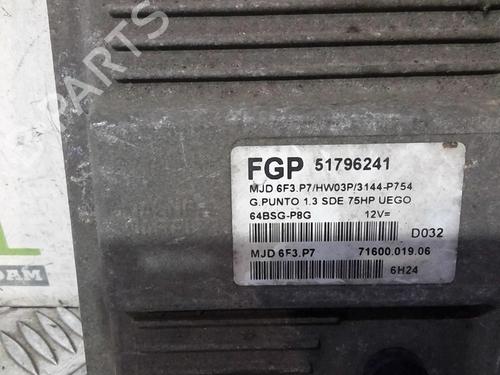 FGP 51796241
MJD 6F3.P7/HW03P/3144-P754
G.PUNTO 1.3 SDE 75HP UEGO
64BSG-P8G 12V=
D032
MJD 6F3.P7 71600.019.06
6H24
DAM